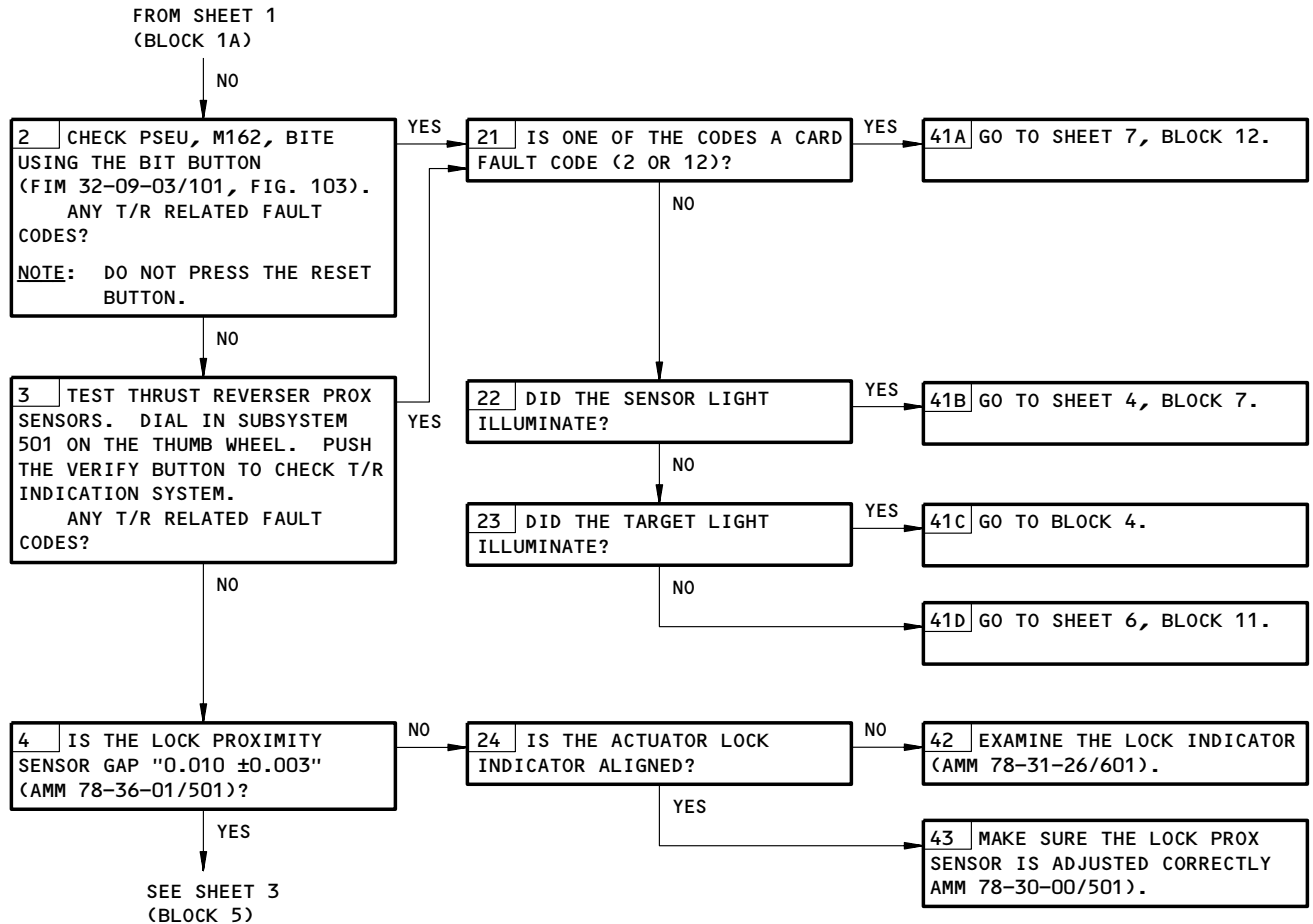 FROM SHEET 1
(BLOCK 1A)
NO
2 CHECK PSEU, M162, BITE
USING THE BIT BUTTON
(FIM 32-09-03/101, FIG. 103).
ANY T/R RELATED FAULT
CODES?
NOTE: DO NOT PRESS THE RESET
BUTTON.
YES
21 IS ONE OF THE CODES A CARD
FAULT CODE (2 OR 12)?
YES
41A GO TO SHEET 7, BLOCK 12.
NO
NO
3 TEST THRUST REVERSER PROX
SENSORS. DIAL IN SUBSYSTEM
501 ON THE THUMB WHEEL. PUSH
THE VERIFY BUTTON TO CHECK T/R
INDICATION SYSTEM.
ANY T/R RELATED FAULT
CODES?
YES
22 DID THE SENSOR LIGHT
ILLUMINATE?
YES
41B GO TO SHEET 4, BLOCK 7.
NO
23 DID THE TARGET LIGHT
ILLUMINATE?
YES
41C GO TO BLOCK 4.
NO
41D GO TO SHEET 6, BLOCK 11.
NO
4 IS THE LOCK PROXIMITY
SENSOR GAP "0.010 ±0.003"
(AMM 78-36-01/501)?
NO
24 IS THE ACTUATOR LOCK
INDICATOR ALIGNED?
NO
42 EXAMINE THE LOCK INDICATOR
(AMM 78-31-26/601).
YES
43 MAKE SURE THE LOCK PROX
SENSOR IS ADJUSTED CORRECTLY
AMM 78-30-00/501).
YES
SEE SHEET 3
(BLOCK 5)